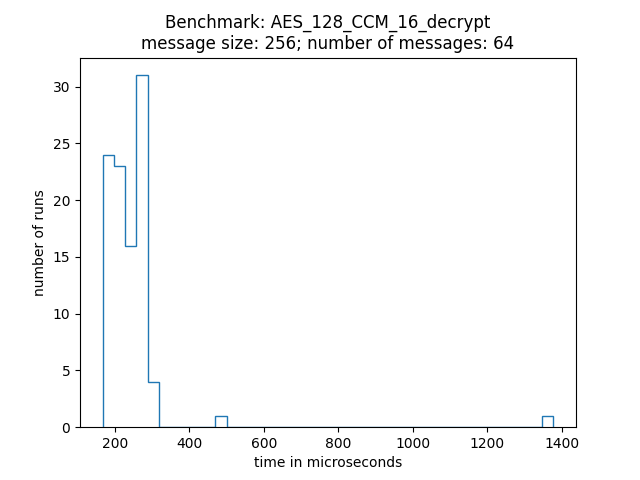 Benchmark: AES_128_CCM_16_decrypt
message size: 256; number of messages: 64
30
25
20
15
10
5
0
number of runs
200 400 600 800 1000 1200 1400
time in microseconds